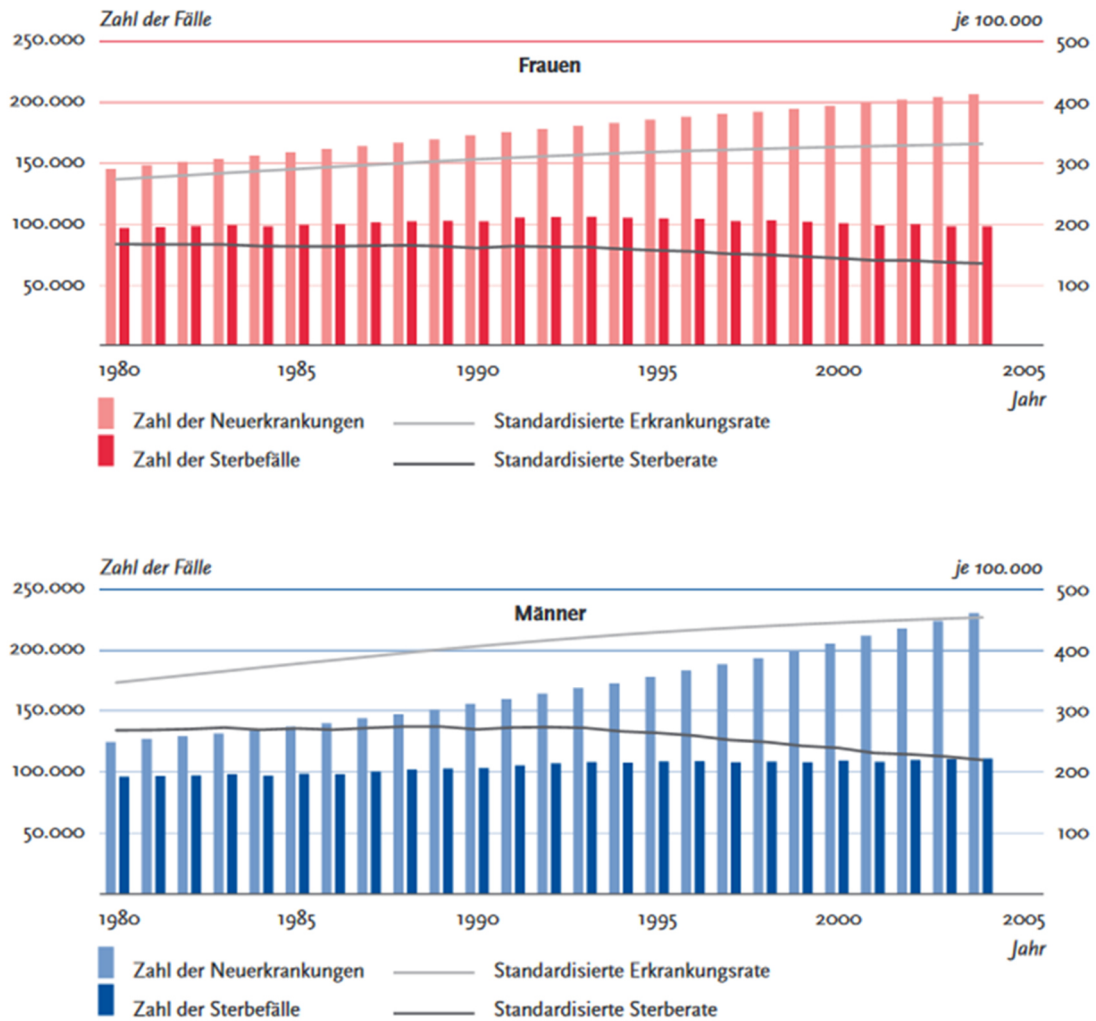 Zahl der Fälle je 100.000
250.000 500
Frauen
200.000 400
150.000 300
100.000 200
50.000 100
1980 1985 1990 1995 2000 2005
Jahr
Zahl der Neuerkrankungen Standardisierte Erkrankungsrate
Zahl der Sterbefälle Standardisierte Sterberate
Zahl der Fälle je 100.000
250.000 500
Männer
200.000 400
150.000 300
100.000 200
50.000 100
1980 1985 1990 1995 2000 2005
Jahr
Zahl der Neuerkrankungen Standardisierte Erkrankungsrate
Zahl der Sterbefälle Standardisierte Sterberate